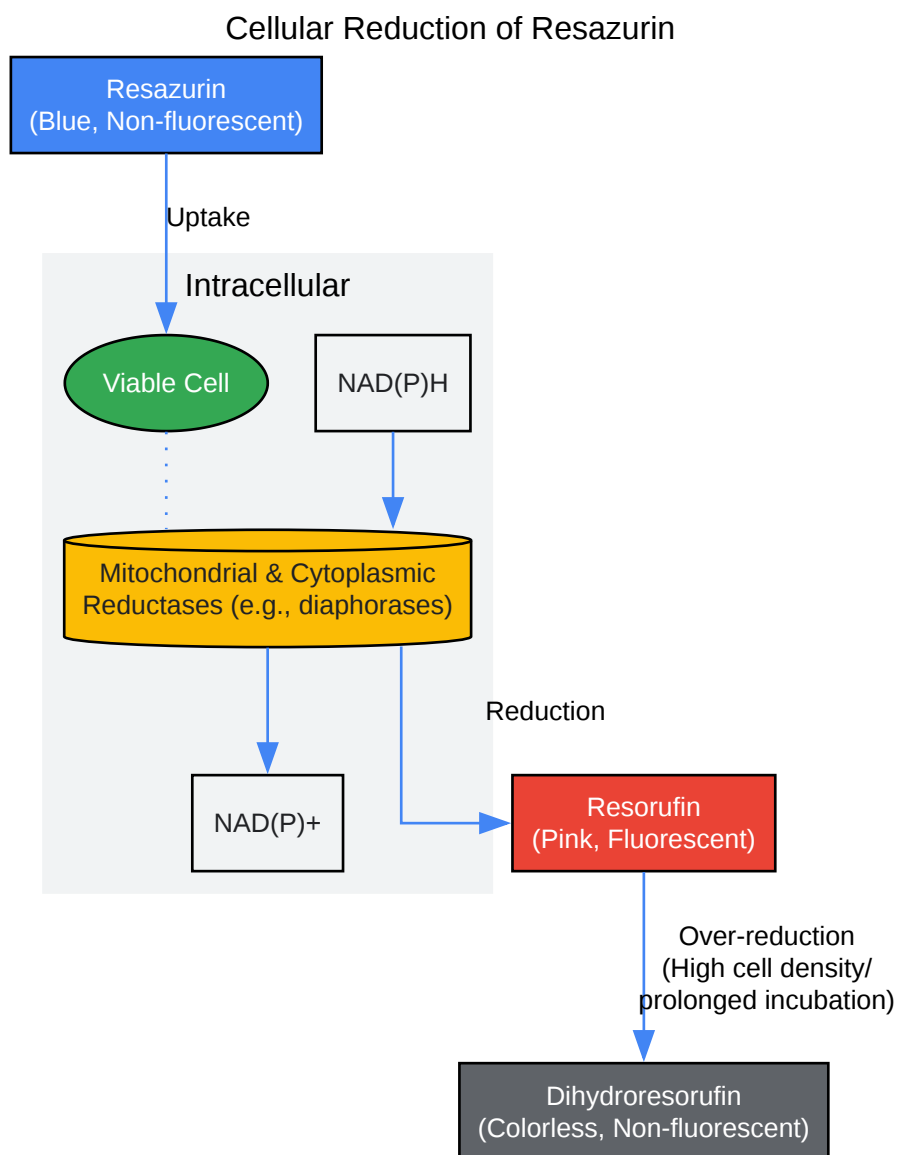 Cellular Reduction of Resazurin
Resazurin
(Blue, Non-fluorescent)
Uptake
Intracellular
Viable Cell
NAD(P)H
Mitochondrial & Cytoplasmic
Reductases (e.g., diaphorases)
Reduction
NAD(P)+
Resorufin
(Pink, Fluorescent)
Over-reduction
(High cell density/
prolonged incubation)
Dihydroresorufin
(Colorless, Non-fluorescent)